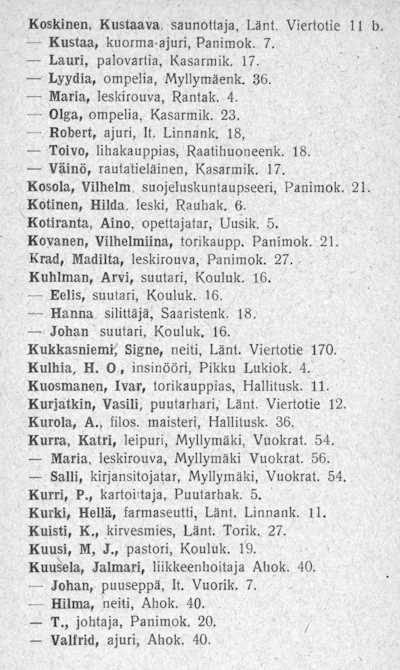 Koskinen, Kustaava, saunottaja, Länt. Viertotie 11 b.
— Kustaa, kuorma-ajuri, Panimok. 7.
— Lauri, palovartia, Kasarmik. 17.
— Lyydia, ompelia, Myllymäenk. 36.
— Maria, leskirouva, Rantak. 4.
— Olga, ompelia, Kasarmik. 23.
— Robert, ajuri, It. Linnank. 18,
— Toivo, lihakauppias, Raatihuoneenk. 18.
— Väinö, rautatieläinen, Kasarmik. 17.
Kosola, Vilhelm, suojeluskuntaupseeri, Panimok. 21.
Kotinen, Hilda, leski, Rauhak. 6.
Kotiranta, Aino, opettajatar, Uusik. 5.
Kovanen, Vilhelmiina, torikaupp. Panimok. 21.
Krad, Madilta, leskirouva, Panimok. 27.
Kuhlman, Arvi, suutari, Kouluk. 16.
— Eelis, suutari, Kouluk. 16.
— Hanna silittäjä, Saaristenk. 18.
— Johan suutari, Kouluk. 16.
Kukkasniemi, Signe, neiti, Länt. Viertotie 170.
Kulhia, H. O, insinööri, Pikku Lukiok. 4.
Kuosmanen, Ivar, torikauppias, Hallitusk. 11.
Kurjatkin, Vasili, puutarhari, Länt. Viertotie 12.
Kurola, A., filos. maisteri, Hallitusk. 36.
Kurra, Katri, leipuri, Myllymäki, Vuokrat. 54.
— Maria, leskirouva, Myllymäki Vuokrat. 56.
— Salli, kirjansitojatar, Myllymäki, Vuokrat. 54.
Kurri, P., kartoittaja, Puutarhak. 5.
Kurki, Hellä, farmaseutti, Länt. Linnank. 11.
Kuisti, K., kirvesmies, Länt. Torik. 27.
Kuusi, M, J., pastori, Kouluk. 19.
Kuusela, Jalmari, liikkeenhoitaja Ahok. 40.
— Johan, puuseppä, It. Vuorik. 7.
— Hilma, neiti, Ahok. 40.
— T., johtaja, Panimok. 20.
— Valfrid, ajuri, Ahok. 40.